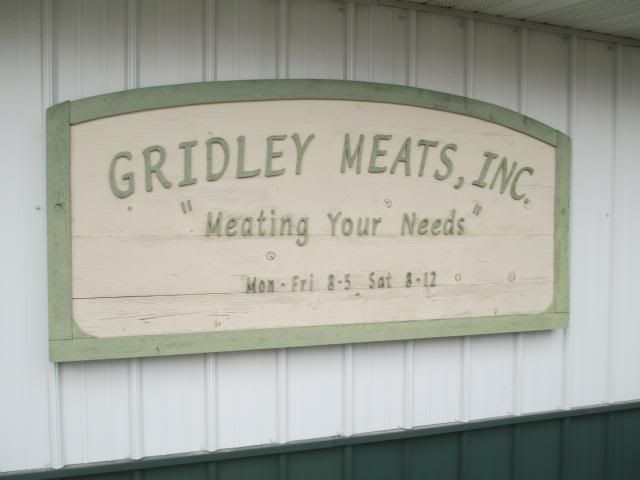 GRIDLEY MEATS, INC.
"Meating Your Needs"
Mon - Fri 8-5 Sat 8-12